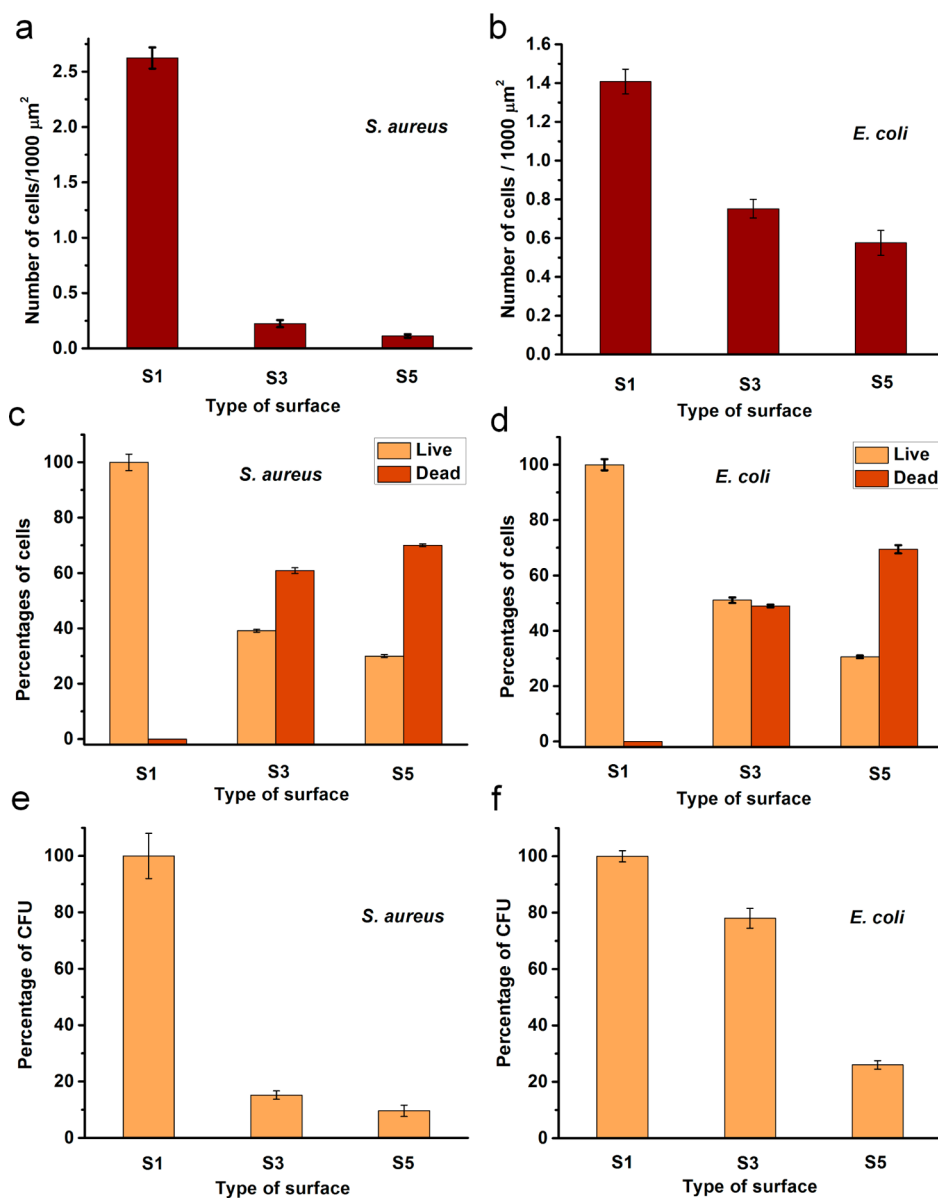 a
Number of cells/1000 µm²
2.5
2.0
1.5
1.0
0.5
0.0
S. aureus
S1 S3 S5
Type of surface
b
Number of cells / 1000 µm²
1.6
1.4
1.2
1.0
0.8
0.6
0.4
0.2
0.0
E. coli
S1 S3 S5
Type of surface
c
Percentages of cells
100
80
60
40
20
0
S. aureus
Live
Dead
S1 S3 S5
Type of surface
d
Percentages of cells
100
80
60
40
20
0
E. coli
Live
Dead
S1 S3 S5
Type of surface
e
Percentage of CFU
100
80
60
40
20
0
S. aureus
S1 S3 S5
Type of surface
f
Percentage of CFU
100
80
60
40
20
0
E. coli
S1 S3 S5
Type of surface